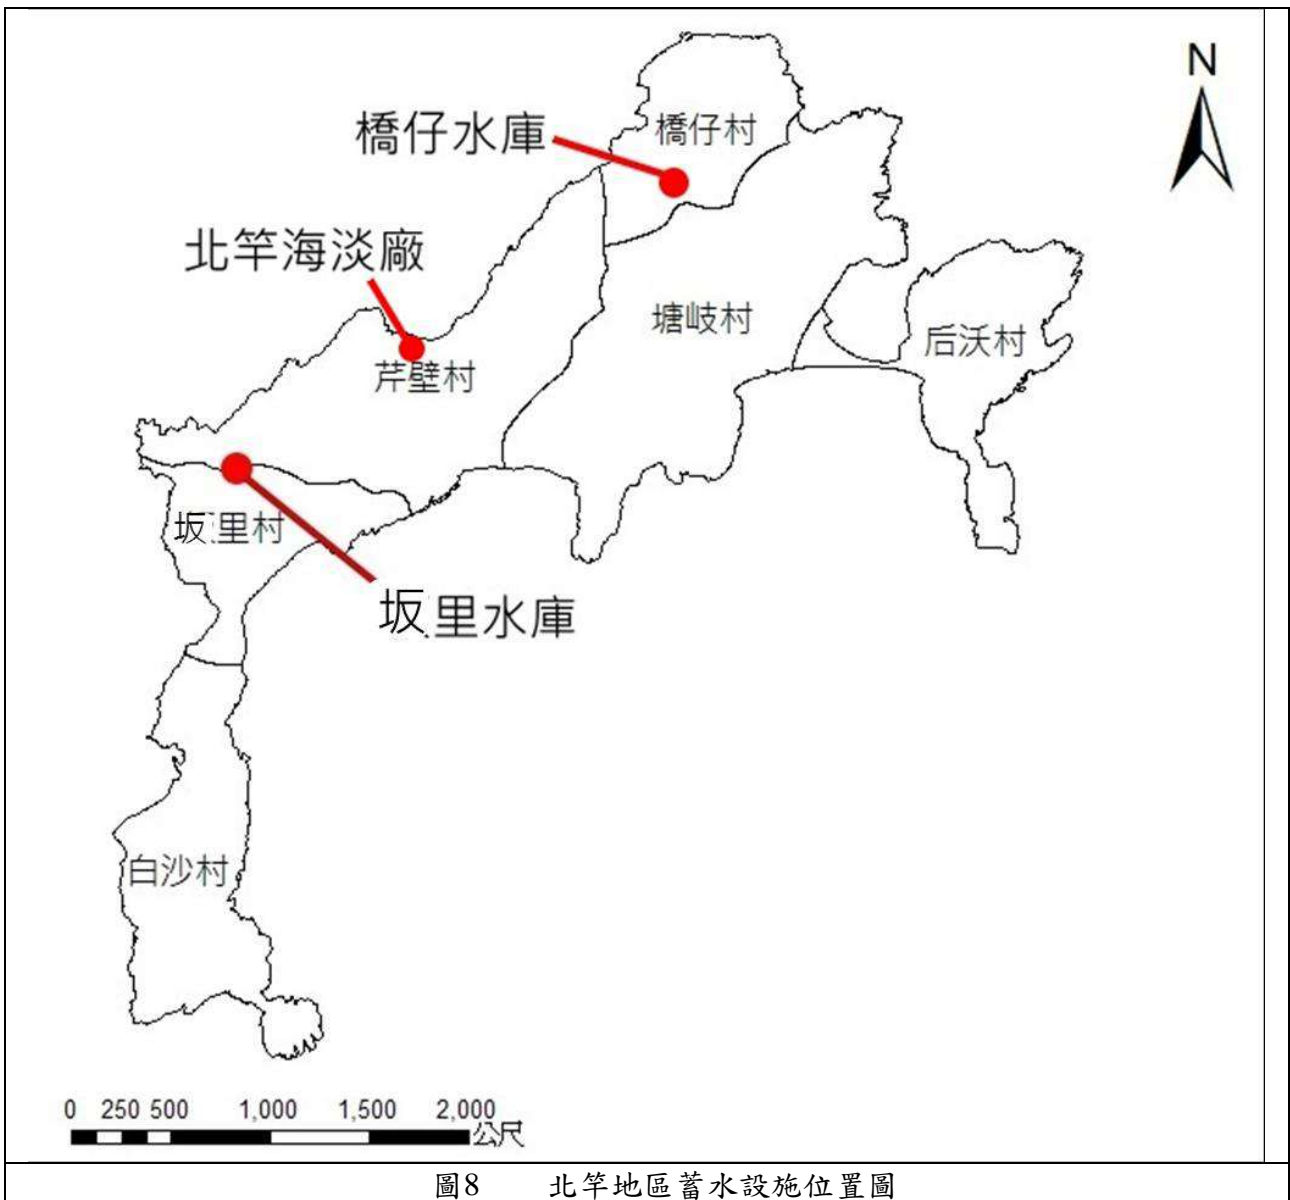 N
橋仔水庫
橋仔村
北竿海淡廠
塘岐村
后沃村
芹壁村
坂里村
坂里水庫
白沙村
0 250 500 1,000 1,500 2,000
公尺
圖8 北竿地區蓄水設施位置圖